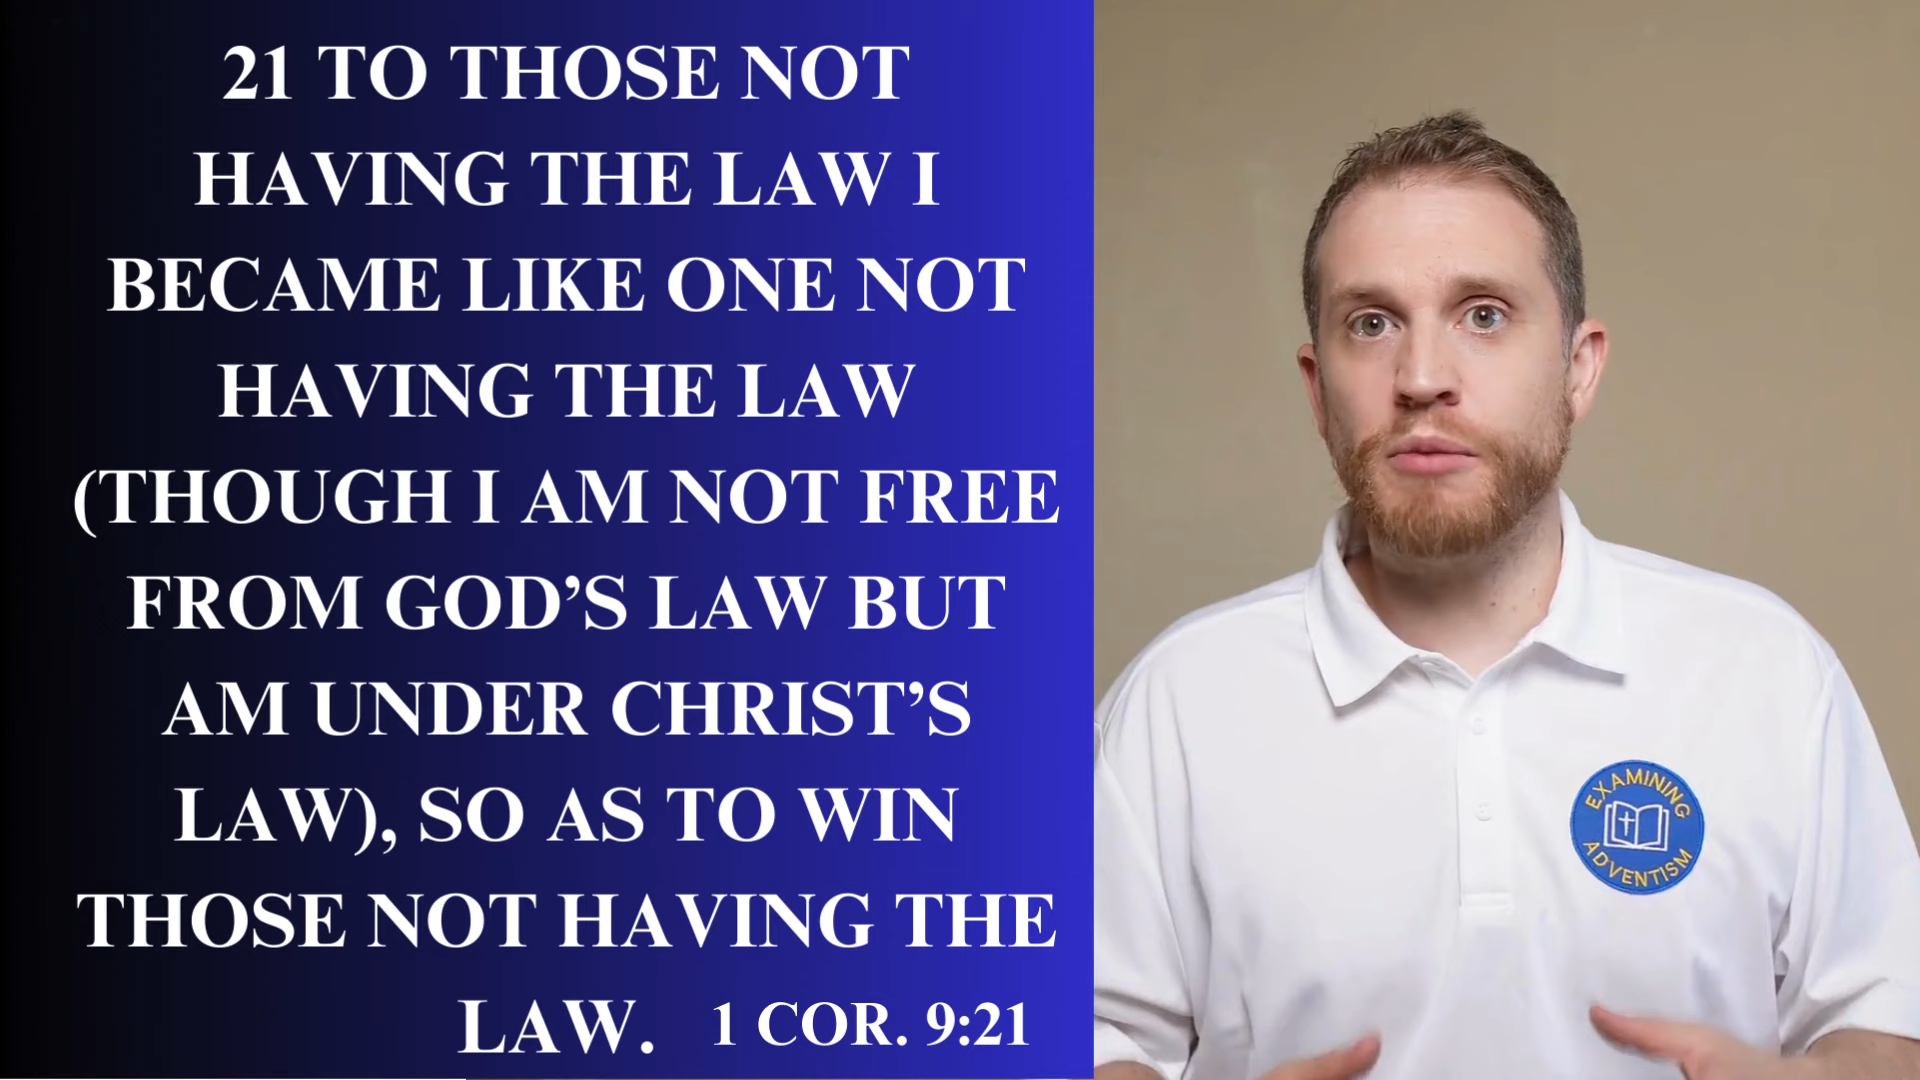 21 TO THOSE NOT
HAVING THE LAW I
BECAME LIKE ONE NOT
HAVING THE LAW
(THOUGH I AM NOT FREE
FROM GOD’S LAW BUT
AM UNDER CHRIST’S
LAW), SO AS TO WIN
THOSE NOT HAVING THE
LAW. 1 COR. 9:21
EXAMINING
ADVENTISM